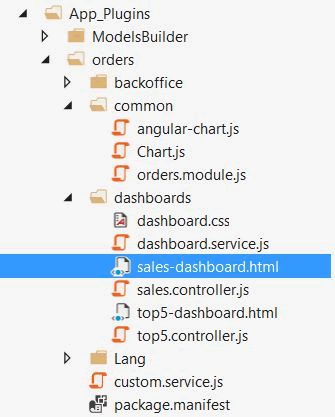 App_Plugins
ModelsBuilder
orders
backoffice
common
angular-chart.js
Chart.js
orders.module.js
dashboards
dashboard.css
dashboard.service.js
sales-dashboard.html
sales.controller.js
top5-dashboard.html
top5.controller.js
Lang
custom.service.js
package.manifest